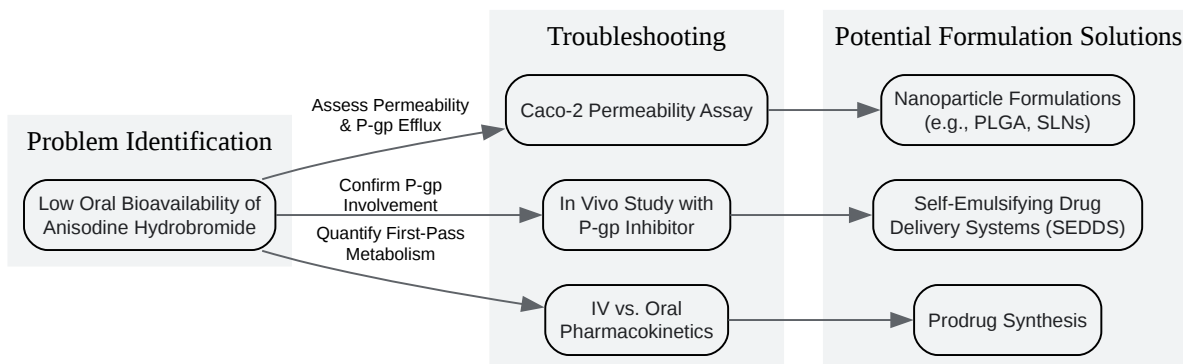 Problem Identification
Low Oral Bioavailability of
Anisodine Hydrobromide
Assess Permeability
& P-gp Efflux
Confirm P-gp
Involvement
Quantify First-Pass
Metabolism
Troubleshooting
Caco-2 Permeability Assay
In Vivo Study with
P-gp Inhibitor
IV vs. Oral
Pharmacokinetics
Potential Formulation Solutions
Nanoparticle Formulations
(e.g., PLGA, SLNs)
Self-Emulsifying Drug
Delivery Systems (SEDDS)
Prodrug Synthesis